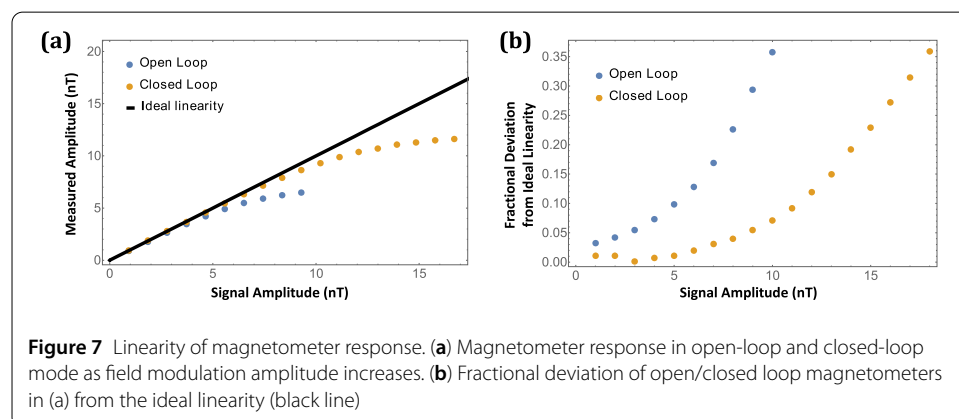 (a)
20
15
10
5
0
Measured Amplitude (nT)
Open Loop
Closed Loop
Ideal linearity
0 5 10 15
Signal Amplitude (nT)
(b)
0.35
0.30
0.25
0.20
0.15
0.10
0.05
0.00
Fractional Deviation
from Ideal Linearity
Open Loop
Closed Loop
0 5 10 15
Signal Amplitude (nT)
Figure 7 Linearity of magnetometer response. (a) Magnetometer response in open-loop and closed-loop
mode as field modulation amplitude increases. (b) Fractional deviation of open/closed loop magnetometers
in (a) from the ideal linearity (black line)